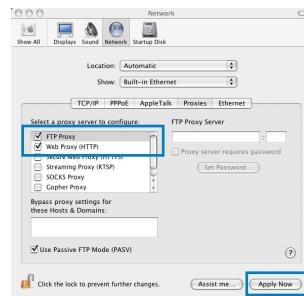 Network
Show All
Displays
Sound
Network
Startup Disk
Location: Automatic
Show: Built-in Ethernet
TCP/IP
PPPoE
AppleTalk
Proxies
Ethernet
Select a proxy server to configure:
FTP Proxy
Web Proxy (HTTP)
Secure Web Proxy (HTTPS)
Streaming Proxy (RTSP)
SOCKS Proxy
Gopher Proxy
FTP Proxy Server
:
Proxy server requires password
Set Password...
Bypass proxy settings for
these Hosts & Domains:
Use Passive FTP Mode (PASV)
?
Click the lock to prevent further changes.
Assist me...
Apply Now